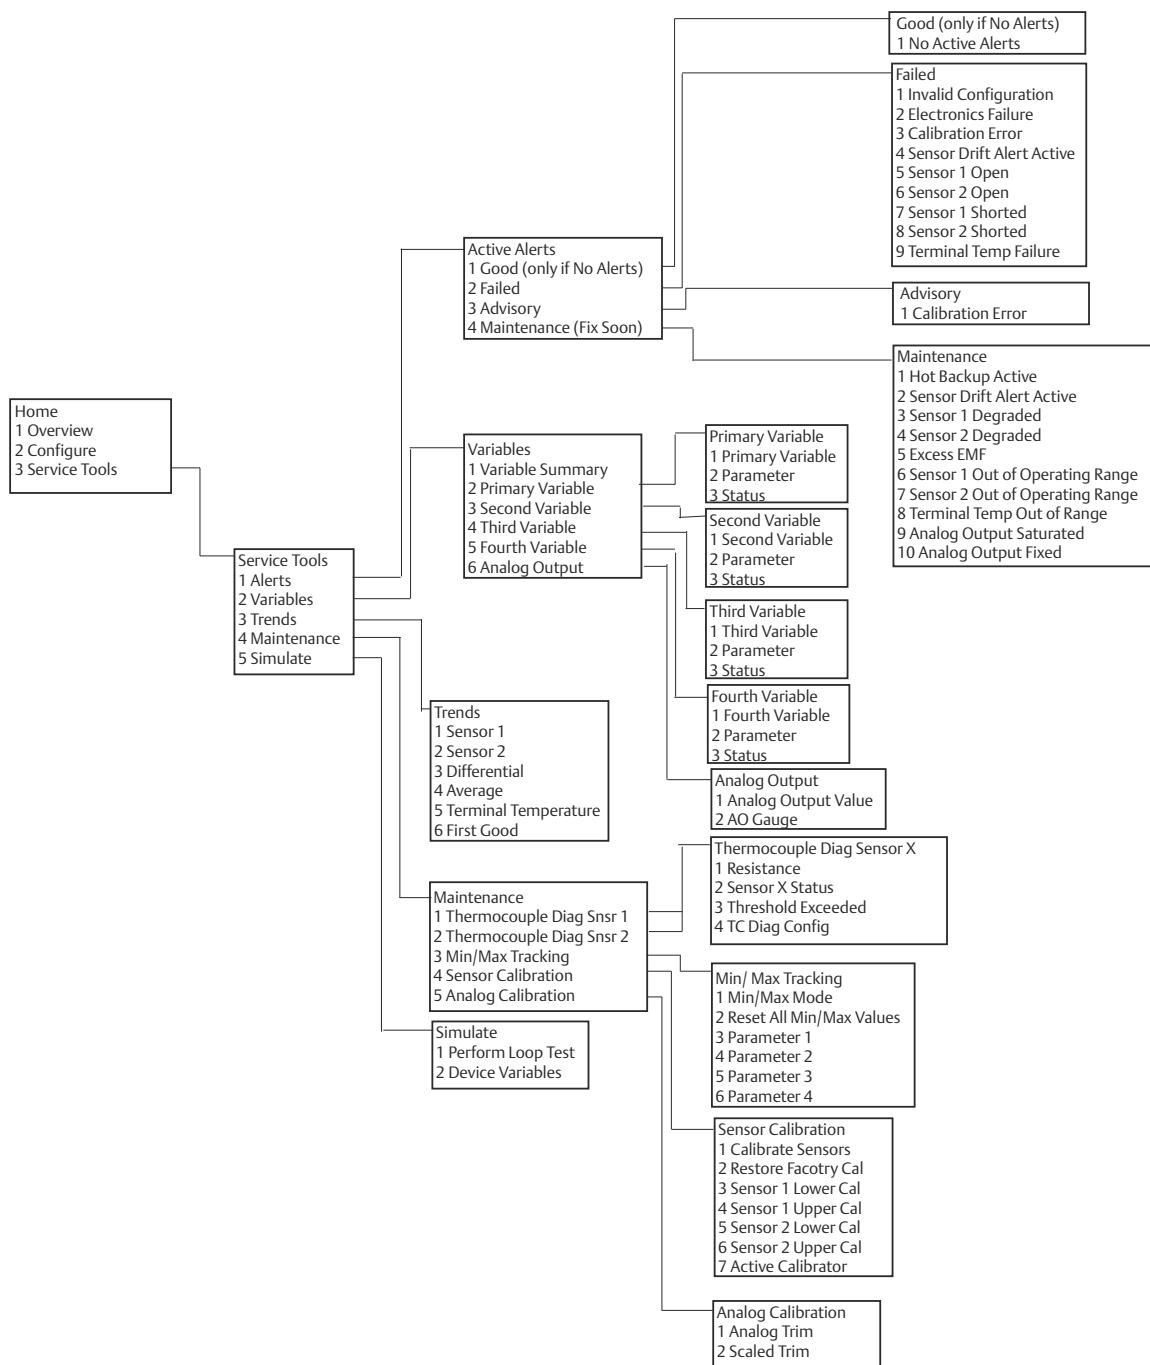 Good (only if No Alerts)
1 No Active Alerts
Failed
1 Invalid Configuration
2 Electronics Failure
3 Calibration Error
4 Sensor Drift Alert Active
5 Sensor 1 Open
6 Sensor 2 Open
7 Sensor 1 Shorted
8 Sensor 2 Shorted
9 Terminal Temp Failure
Active Alerts
1 Good (only if No Alerts)
2 Failed
3 Advisory
4 Maintenance (Fix Soon)
Advisory
1 Calibration Error
Maintenance
1 Hot Backup Active
2 Sensor Drift Alert Active
3 Sensor 1 Degraded
4 Sensor 2 Degraded
5 Excess EMF
6 Sensor 1 Out of Operating Range
7 Sensor 2 Out of Operating Range
8 Terminal Temp Out of Range
9 Analog Output Saturated
10 Analog Output Fixed
Home
1 Overview
2 Configure
3 Service Tools
Variables
1 Variable Summary
2 Primary Variable
3 Second Variable
4 Third Variable
5 Fourth Variable
6 Analog Output
Primary Variable
1 Primary Variable
2 Parameter
3 Status
Second Variable
1 Second Variable
2 Parameter
3 Status
Service Tools
1 Alerts
2 Variables
3 Trends
4 Maintenance
5 Simulate
Third Variable
1 Third Variable
2 Parameter
3 Status
Fourth Variable
1 Fourth Variable
2 Parameter
3 Status
Trends
1 Sensor 1
2 Sensor 2
3 Differential
4 Average
5 Terminal Temperature
6 First Good
Analog Output
1 Analog Output Value
2 AO Gauge
Thermocouple Diag Sensor X
1 Resistance
2 Sensor X Status
3 Threshold Exceeded
4 TC Diag Config
Maintenance
1 Thermocouple Diag Snsr 1
2 Thermocouple Diag Snsr 2
3 Min/Max Tracking
4 Sensor Calibration
5 Analog Calibration
Min/ Max Tracking
1 Min/Max Mode
2 Reset All Min/Max Values
3 Parameter 1
4 Parameter 2
5 Parameter 3
6 Parameter 4
Simulate
1 Perform Loop Test
2 Device Variables
Sensor Calibration
1 Calibrate Sensors
2 Restore Facotry Cal
3 Sensor 1 Lower Cal
4 Sensor 1 Upper Cal
5 Sensor 2 Lower Cal
6 Sensor 2 Upper Cal
7 Active Calibrator
Analog Calibration
1 Analog Trim
2 Scaled Trim